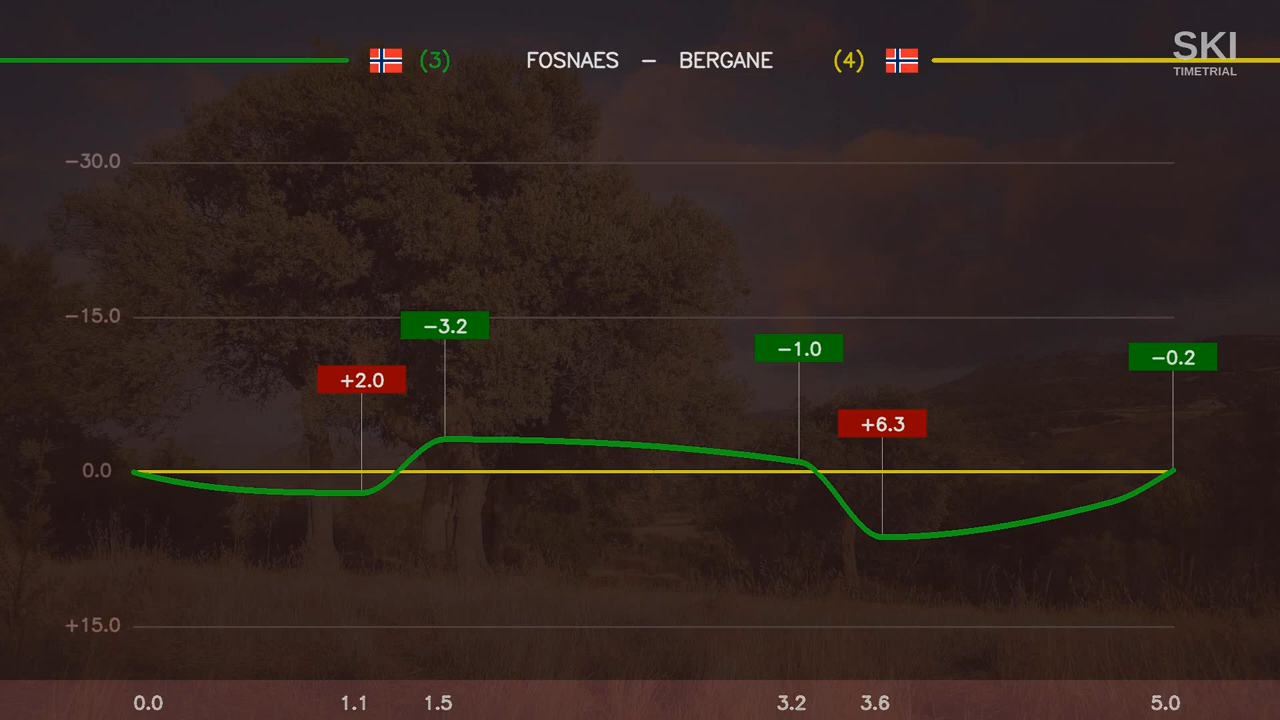 (3) FOSNAES – BERGANE (4)
SKI
TIMETRIAL
−30.0
−15.0
−3.2
−1.0
−0.2
+2.0
+6.3
0.0
+15.0
0.0 1.1 1.5 3.2 3.6 5.0